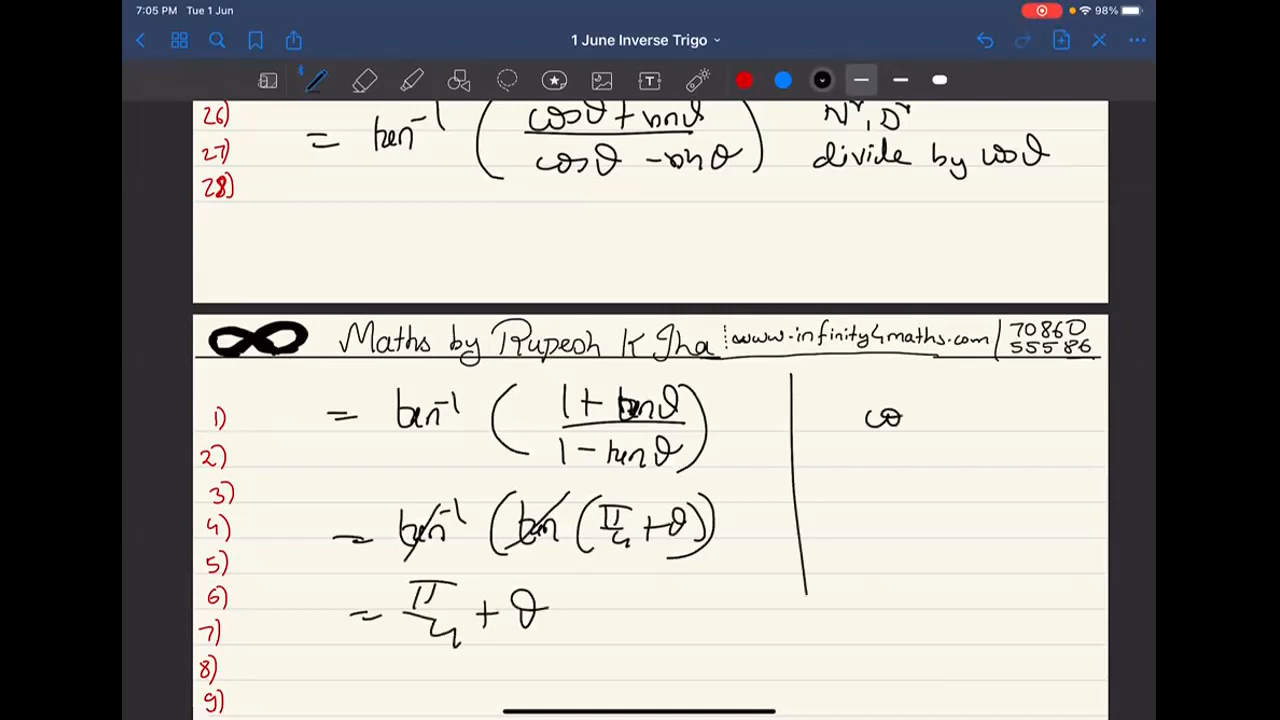 7:05 PM Tue 1 Jun 98%
1 June Inverse Trigo
26)
27) = tan⁻¹ ( (cosθ + sinθ) / (cosθ - sinθ) ) Nʳ, Dʳ
divide by cosθ
28)
Maths by Rupesh K Jha www.infinity4maths.com 70860 55586
1) = tan⁻¹ ( (1 + tanθ) / (1 - tanθ) ) co
2)
3)
4) = tan⁻¹ (tan (π/4 + θ))
5)
6) = π/4 + θ
7)
8)
9)